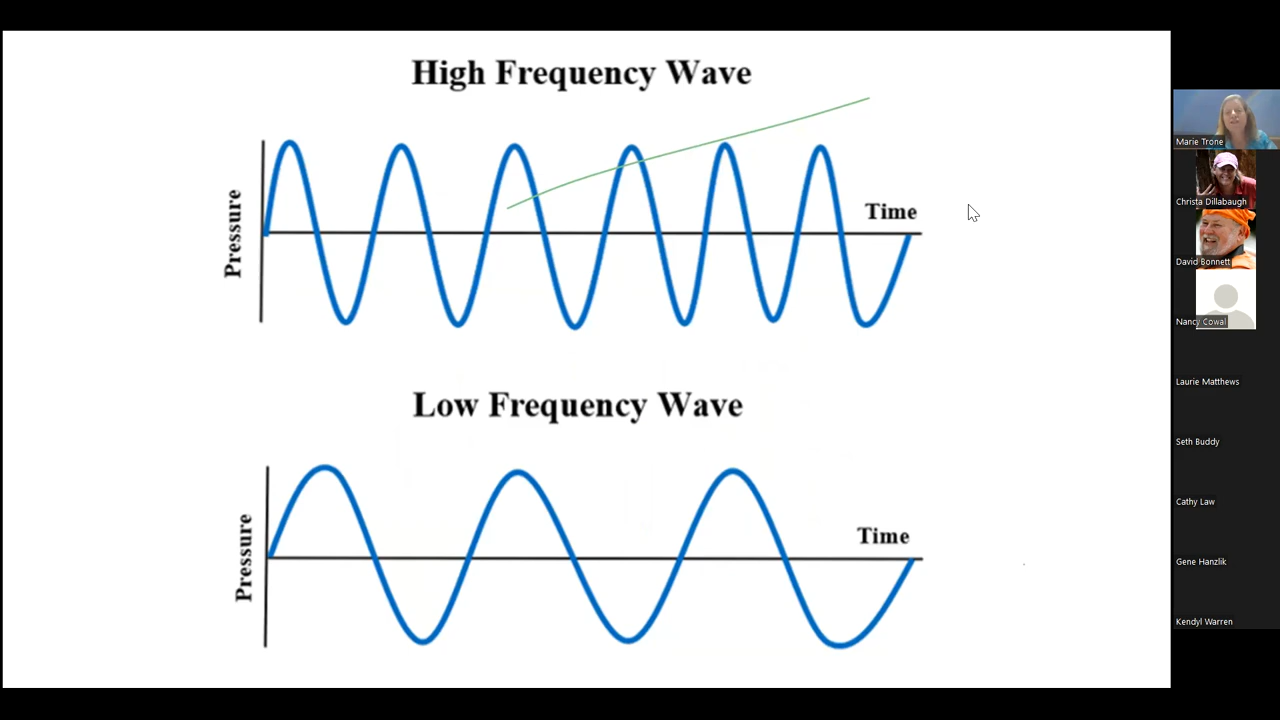 High Frequency Wave
Pressure
Time
Low Frequency Wave
Pressure
Time
Marie Trone
Christa Dillabaugh
David Bonnett
Nancy Cowal
Laurie Matthews
Seth Buddy
Cathy Law
Gene Hanzlik
Kendyl Warren